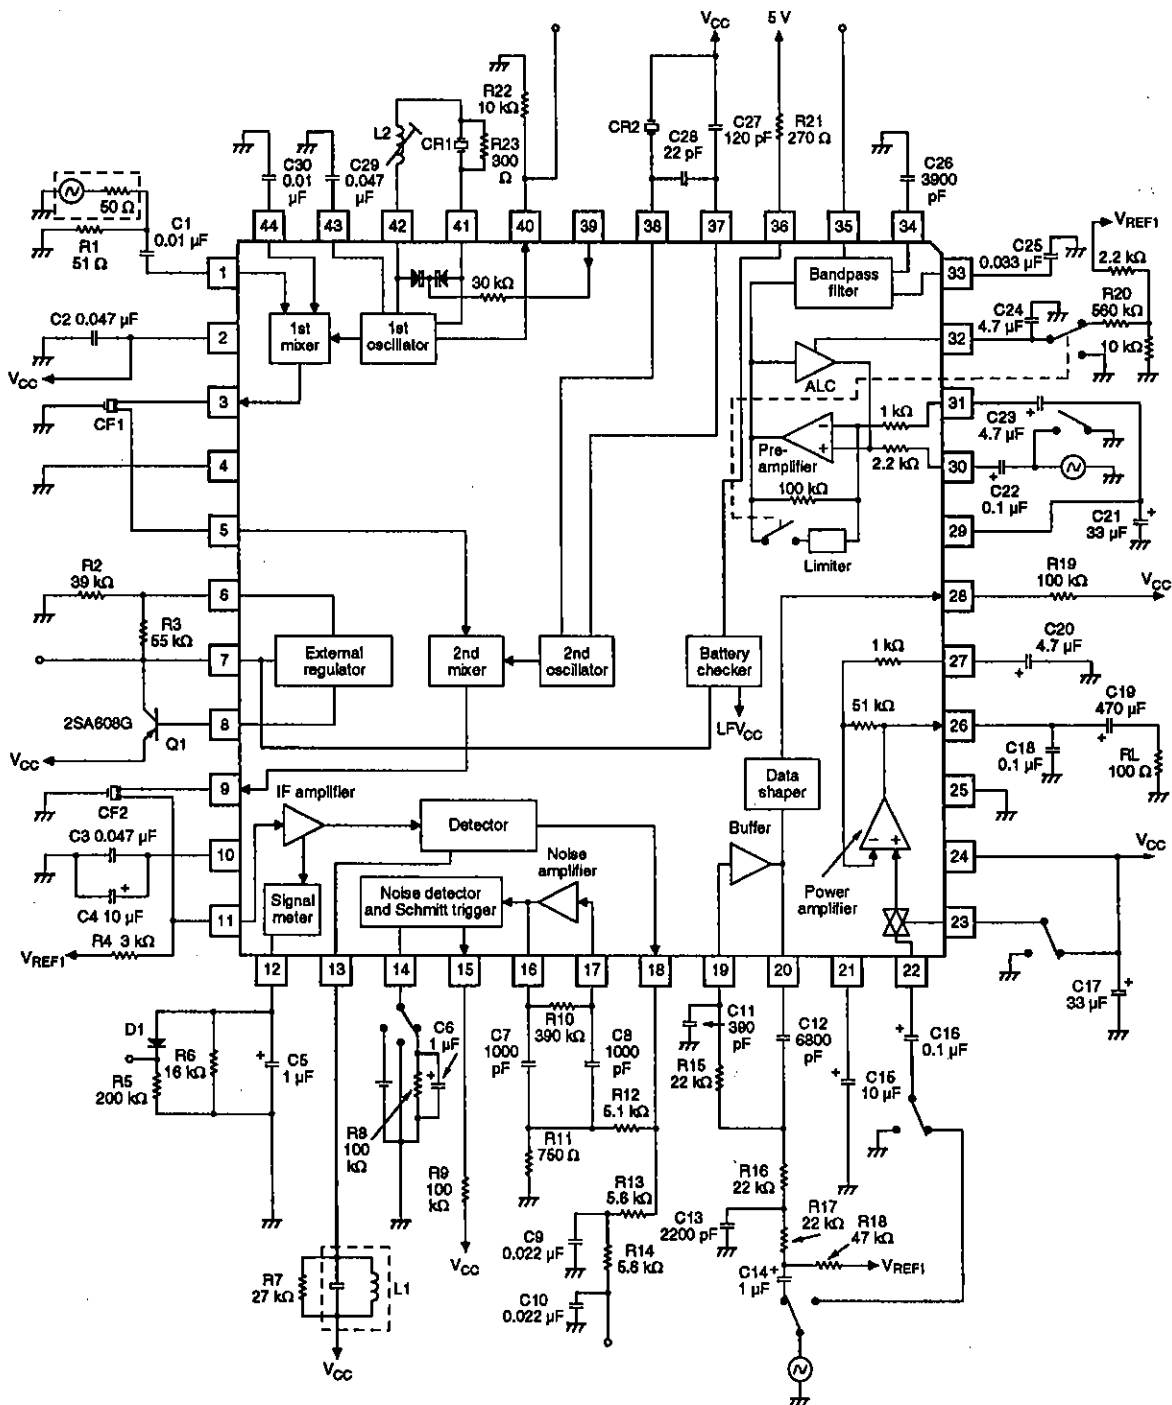 VCC
5 V
R22
10 kΩ
L2
CR1
R23
300
Ω
CR2
C28
22 pF
C27
120 pF
R21
270 Ω
C26
3900
pF
C30
0.01
µF
C29
0.047
µF
50 Ω
R1
51 Ω
C1
0.01 µF
44
43
42
41
40
39
38
37
36
35
34
VREF1
C25
0.033 µF
2.2 kΩ
R20
560 kΩ
10 kΩ
C24
4.7 µF
1
2
3
4
5
6
7
8
9
10
11
33
32
31
30
29
28
27
26
25
24
23
30 kΩ
1st
mixer
1st
oscillator
Bandpass
filter
ALC
C2 0.047 µF
VCC
CF1
1 kΩ
C23
4.7 µF
Pre-
amplifier
2.2 kΩ
100 kΩ
C22
0.1 µF
C21
33 µF
Limiter
R2
39 kΩ
R3
55 kΩ
R19
100 kΩ
VCC
External
regulator
2nd
mixer
2nd
oscillator
Battery
checker
LFVCC
1 kΩ
C20
4.7 µF
51 kΩ
C19
470 µF
2SA608G
Q1
VCC
C18
0.1 µF
RL
100 Ω
CF2
IF amplifier
Detector
Data
shaper
Buffer
C3 0.047 µF
C4 10 µF
Signal
meter
Noise detector
and Schmitt trigger
Noise
amplifier
Power
amplifier
VCC
R4 3 kΩ
VREF1
12
13
14
15
16
17
18
19
20
21
22
C17
33 µF
D1
R6
16 kΩ
R5
200 kΩ
C5
1 µF
C6
1 µF
R8
100
kΩ
R9
100
kΩ
C7
1000
pF
R10
390 kΩ
C8
1000
pF
R12
5.1 kΩ
R11
750 Ω
C11
390
pF
R15
22 kΩ
C12
6800
pF
C15
10 µF
C16
0.1 µF
R13
5.6 kΩ
C9
0.022 µF
R14
5.6 kΩ
C10
0.022 µF
R16
22 kΩ
C13
2200 pF
R17
22 kΩ
R18
47 kΩ
VREF1
C14
1 µF
VCC
R7
27 kΩ
L1
VCC